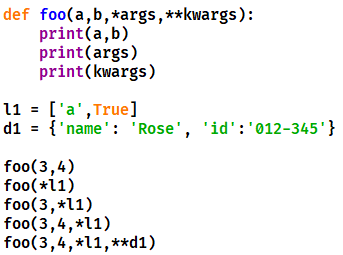 def foo(a,b,*args,**kwargs):
    print(a,b)
    print(args)
    print(kwargs)

l1 = ['a',True]
d1 = {'name': 'Rose', 'id':'012-345'}

foo(3,4)
foo(*l1)
foo(3,*l1)
foo(3,4,*l1)
foo(3,4,*l1,**d1)